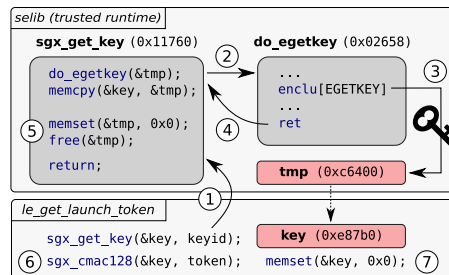 selib (trusted runtime)
sgx_get_key (0x11760)
do_egetkey(&tmp);
memcpy(&key, &tmp);
memset(&tmp, 0x0);
free(&tmp);
return;
5
2
4
do_egetkey (0x02658)
...
enclu[EGETKEY]
...
ret
3
tmp (0xc6400)
1
le_get_launch_token
sgx_get_key(&key, keyid);
6
sgx_cmac128(&key, token);
key (0xe87b0)
memset(&key, 0x0);
7